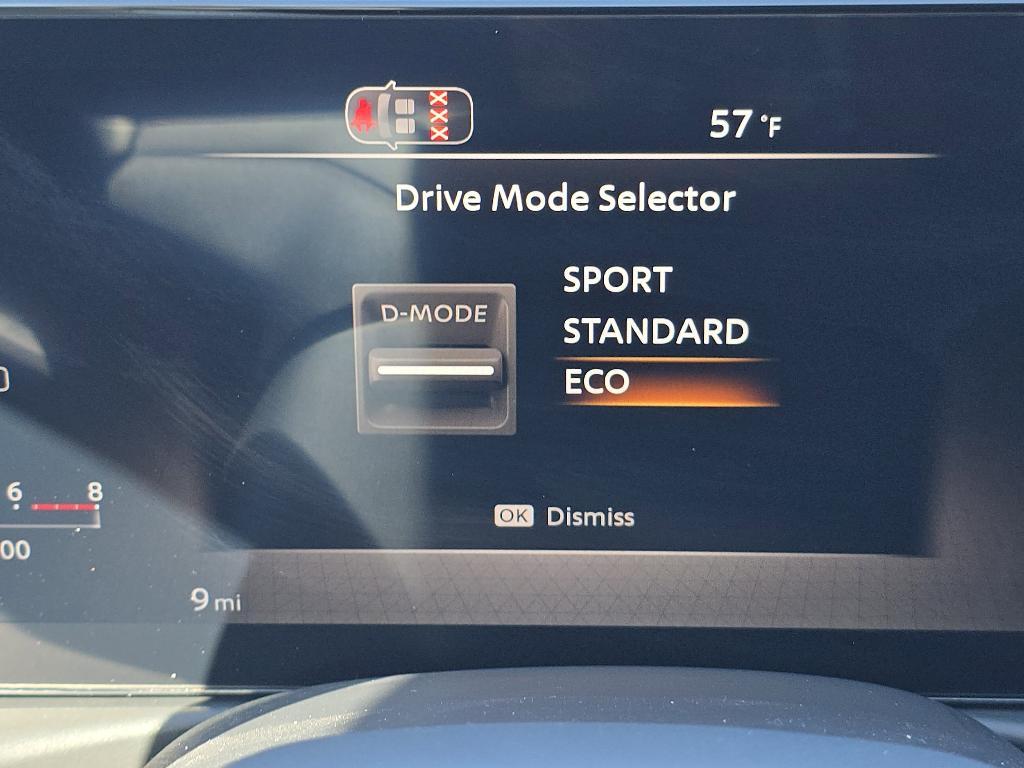 57 °F
Drive Mode Selector
D-MODE
SPORT
STANDARD
ECO
6 8
00
OK Dismiss
9 mi